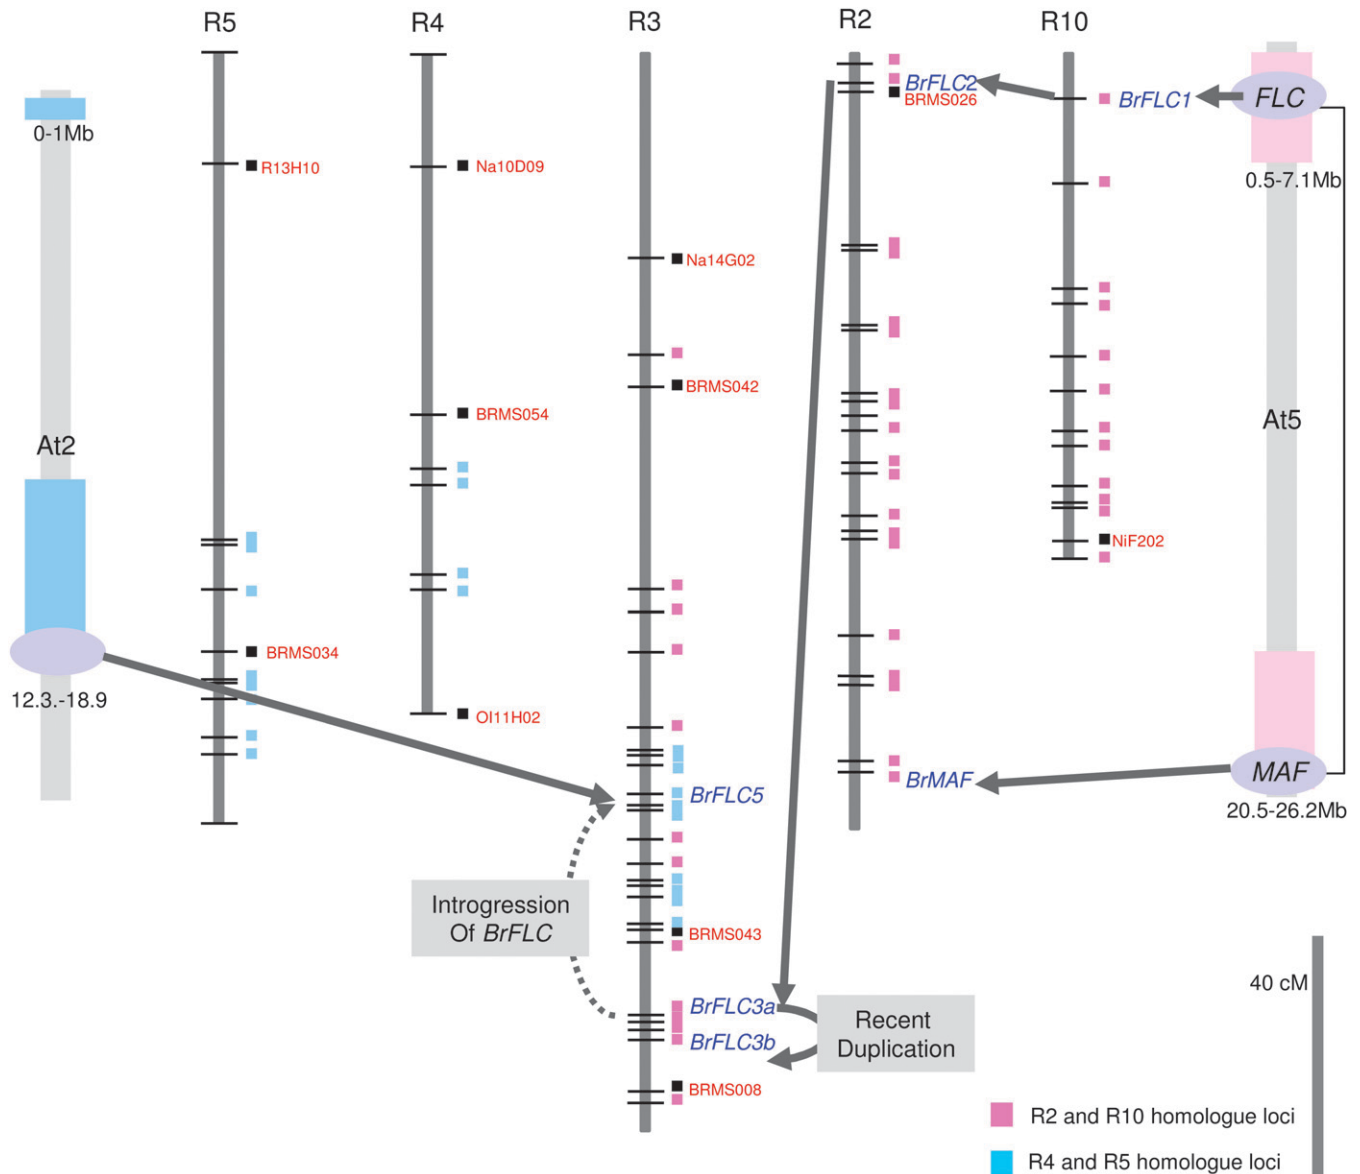 R5
R4
R3
R2
R10
BrFLC2
BRMS026
BrFLC1
FLC
0-1Mb
R13H10
Na10D09
0.5-7.1Mb
Na14G02
BRMS042
BRMS054
At2
At5
NiF202
BRMS034
12.3.-18.9
OI11H02
BrFLC5
BrMAF
MAF
20.5-26.2Mb
Introgression
Of BrFLC
BRMS043
40 cM
BrFLC3a
BrFLC3b
Recent
Duplication
BRMS008
R2 and R10 homologue loci
R4 and R5 homologue loci